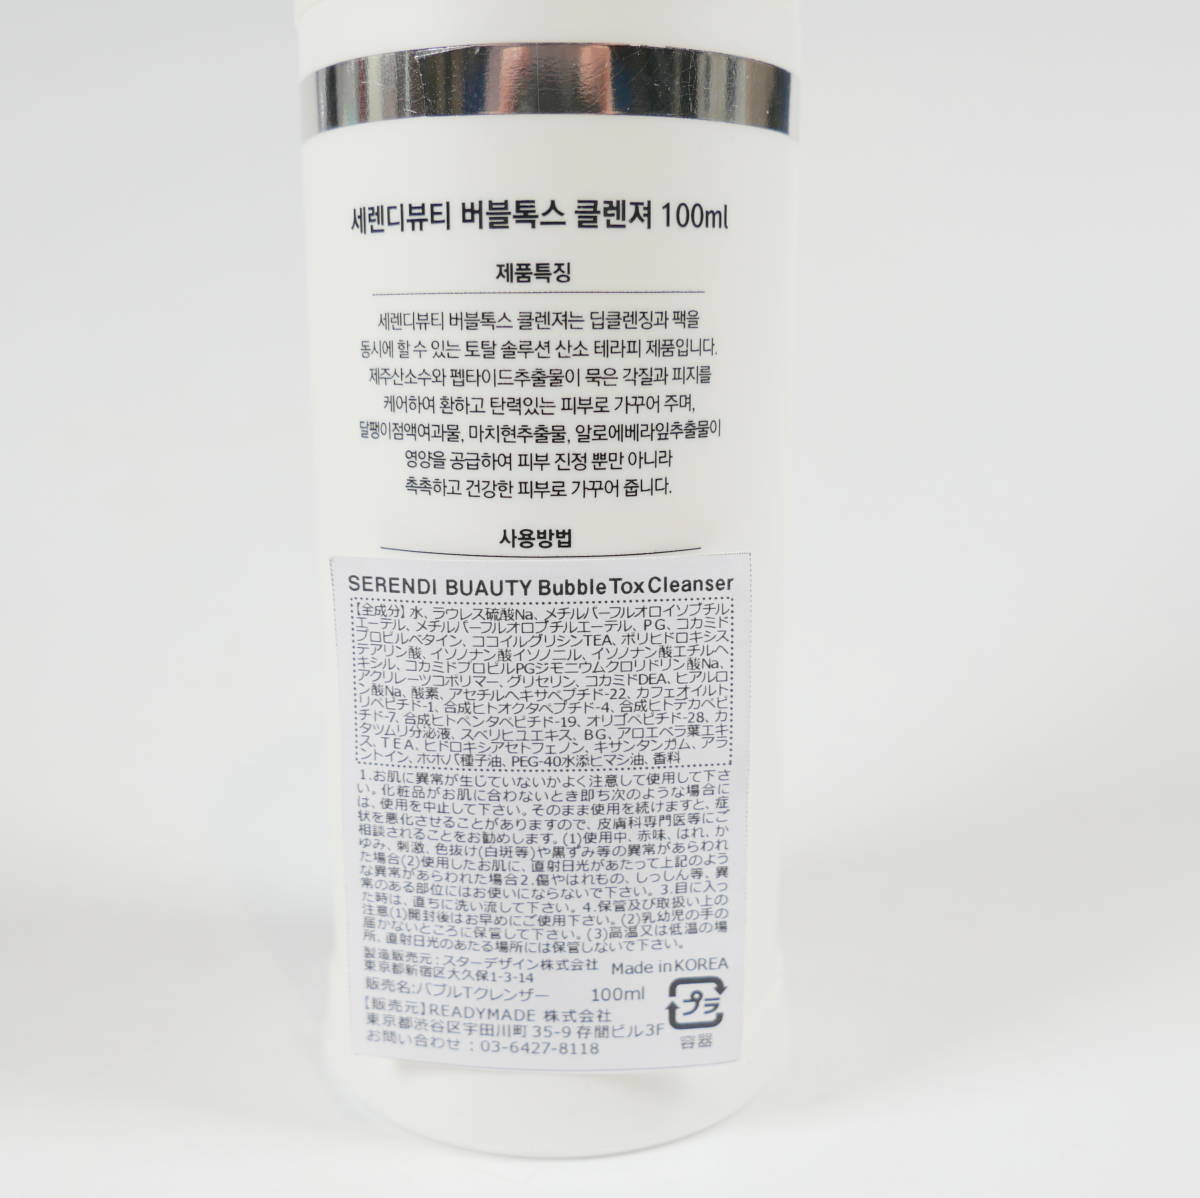 세렌디뷰티 버블톡스 클렌져 100ml
제품특징
세렌디뷰티 버블톡스 클렌져는 딥클렌징과 팩을
동시에 할 수 있는 토탈 솔루션 산소 테라피 제품입니다.
제주산소수와 펩타이드추출물이 묵은 각질과 피지를
케어하여 환하고 탄력있는 피부로 가꾸어 주며,
달팽이점액여과물, 마치현추출물, 알로에베라잎추출물이
영양을 공급하여 피부 진정 뿐만 아니라
촉촉하고 건강한 피부로 가꾸어 줍니다.
사용방법
SERENDI BUAUTY Bubble Tox Cleanser
【全成分】水、ラウレス硫酸Na、メチルパーフルオロイソブチル
エーテル、メチルパーフルオロブチルエーテル、PG、コカミド
プロピルベタイン、ココイルグリシンTEA、ポリヒドロキシス
テアリン酸、イソノナン酸イソノニル、イソノナン酸エチルヘ
キシル、コカミドプロピルPGジモニウムクロリドリン酸Na、
アクリレーツコポリマー、グリセリン、コカミドDEA、ヒアルロ
ン酸Na、酸素、アセチルヘキサペプチド-22、カフェオイルト
リペプチド-1、合成ヒトオクタペプチド-4、合成ヒトデカペプ
チド-7、合成ヒトペンタペプチド-19、オリゴペプチド-28、カ
タツムリ分泌液、スベリヒユエキス、BG、アロエベラ葉エキ
ス、TEA、ヒドロキシアセトフェノン、キサンタンガム、アラ
ントイン、ホホバ種子油、PEG-40水添ヒマシ油、香料
1.お肌に異常が生じていないかよく注意して使用して下さ
い。化粧品がお肌に合わないとき即ち次のような場合に
は、使用を中止して下さい。そのまま使用を続けますと、症
状を悪化させることがありますので、皮膚科専門医等にご
相談されることをお勧めします。(1)使用中、赤味、はれ、か
ゆみ、刺激、色抜け(白斑等)や黒ずみ等の異常があらわれ
た場合(2)使用したお肌に、直射日光があたって上記のよう
な異常があらわれた場合2.傷やはれもの、しっしん等、異
常のある部位にはお使いにならないで下さい。3.目に入っ
た時は、直ちに洗い流して下さい。4.保管及び取扱い上の
注意(1)開封後はお早めにご使用下さい。(2)乳幼児の手の
届かないところに保管して下さい。(3)高温又は低温の場
所、直射日光のあたる場所には保管しないで下さい。
製造販売元：スターデザイン株式会社
東京都新宿区大久保1-3-14 Made in KOREA
販売名:バブルTクレンザー 100ml
【販売元】READYMADE 株式会社
東京都渋谷区宇田川町35-9 存間ビル3F
お問い合わせ：03-6427-8118
プラ
容器